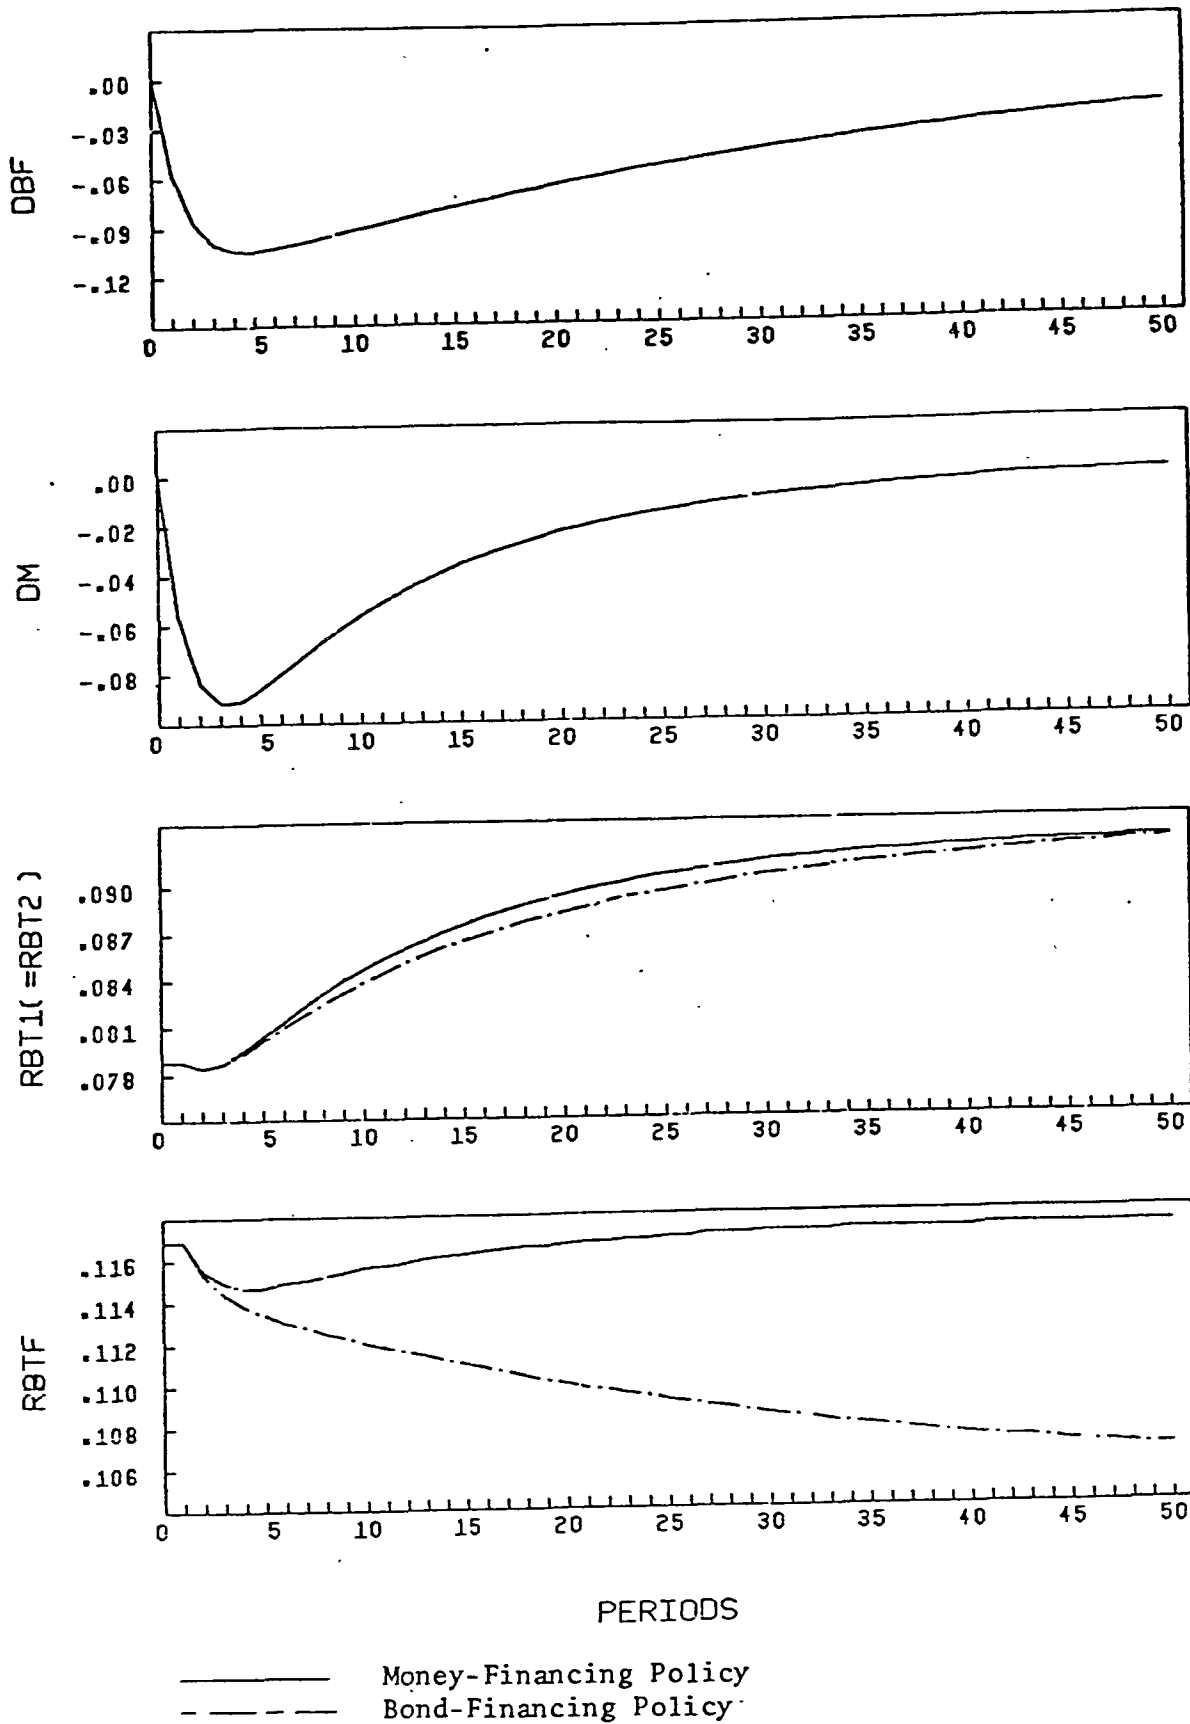 DBF
.00
-.03
-.06
-.09
-.12
0 5 10 15 20 25 30 35 40 45 50
DM
.00
-.02
-.04
-.06
-.08
0 5 10 15 20 25 30 35 40 45 50
RBT1(=RBT2)
.090
.087
.084
.081
.078
0 5 10 15 20 25 30 35 40 45 50
RBTF
.116
.114
.112
.110
.108
.106
0 5 10 15 20 25 30 35 40 45 50
PERIODS
Money-Financing Policy
Bond-Financing Policy